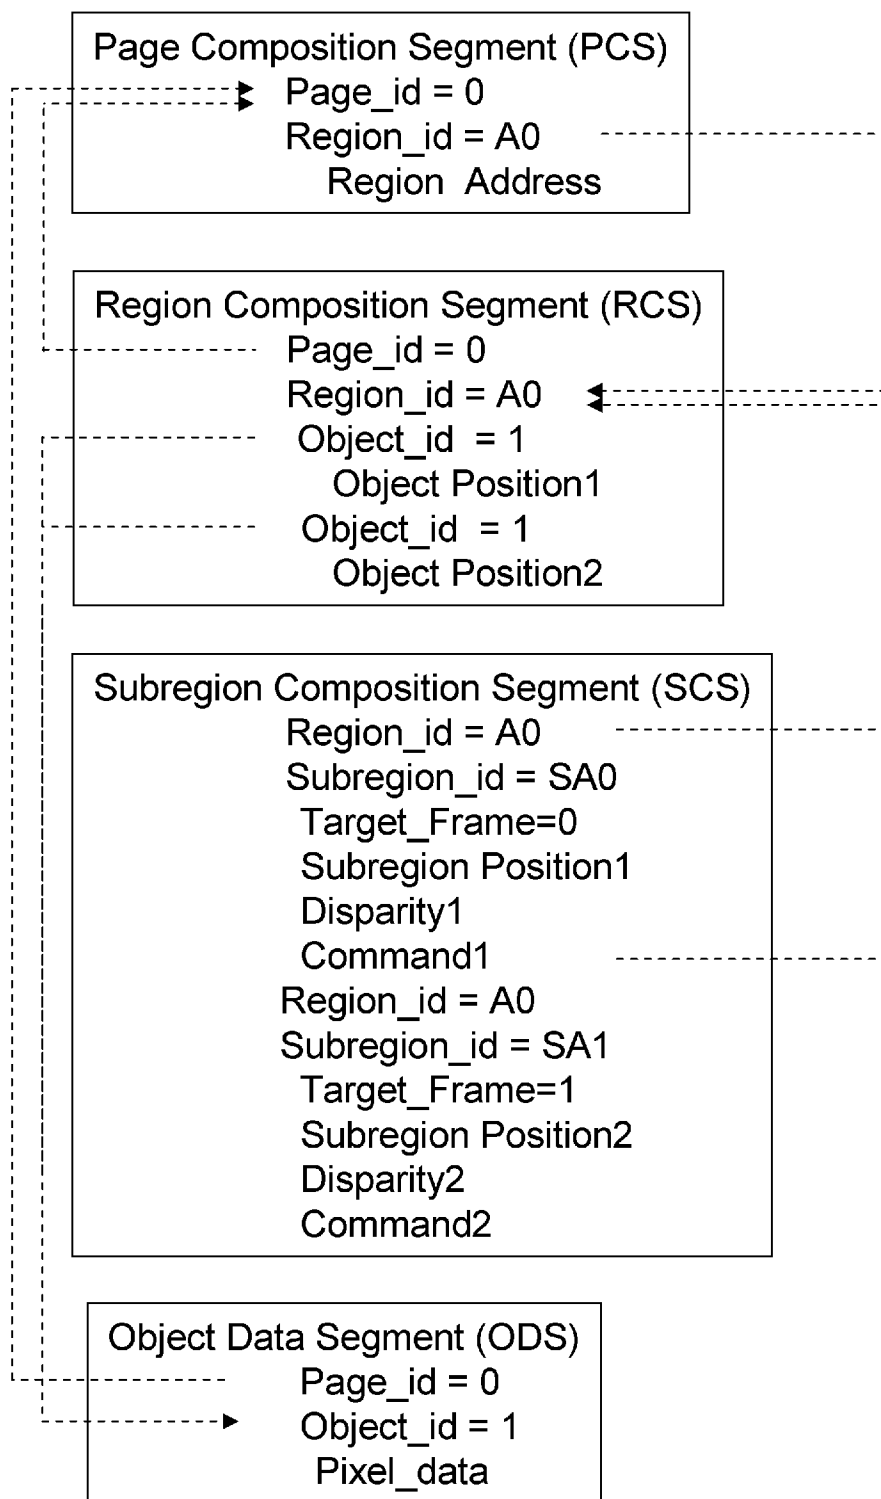 Page Composition Segment (PCS)
Page_id = 0
Region_id = A0
Region Address
Region Composition Segment (RCS)
Page_id = 0
Region_id = A0
Object_id = 1
Object Position1
Object_id = 1
Object Position2
Subregion Composition Segment (SCS)
Region_id = A0
Subregion_id = SA0
Target_Frame=0
Subregion Position1
Disparity1
Command1
Region_id = A0
Subregion_id = SA1
Target_Frame=1
Subregion Position2
Disparity2
Command2
Object Data Segment (ODS)
Page_id = 0
Object_id = 1
Pixel_data